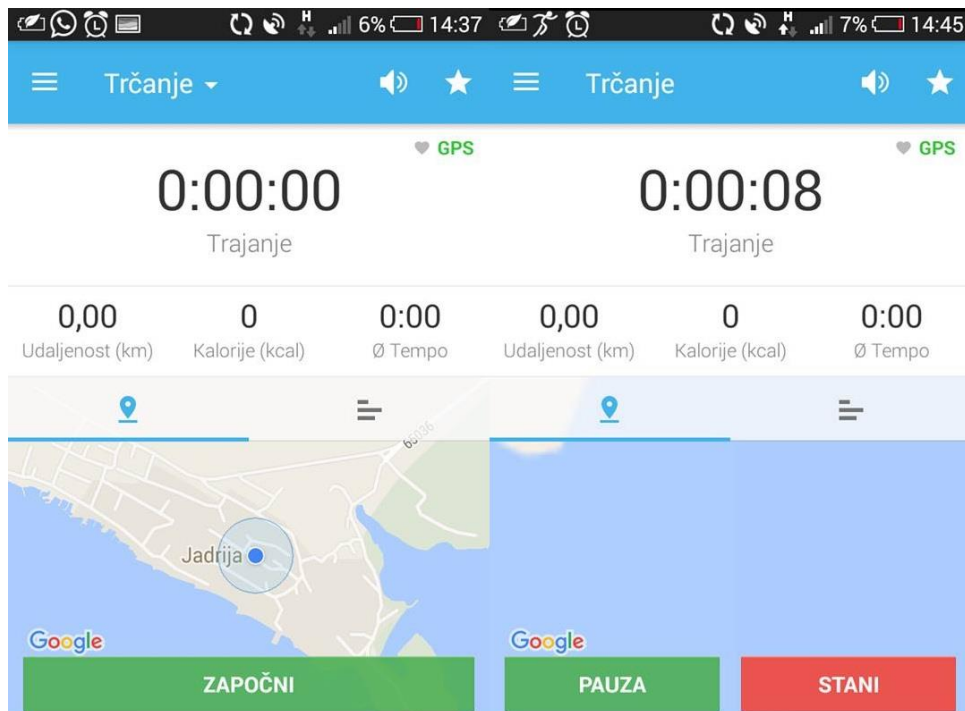 6% 14:37
Trčanje
GPS
0:00:00
Trajanje
0,00 0 0:00
Udaljenost (km) Kalorije (kcal) Ø Tempo
65036
Jadrija
Google
ZAPOČNI
H 7% 14:45
Trčanje
GPS
0:00:08
Trajanje
0,00 0 0:00
Udaljenost (km) Kalorije (kcal) Ø Tempo
Google
PAUZA STANI